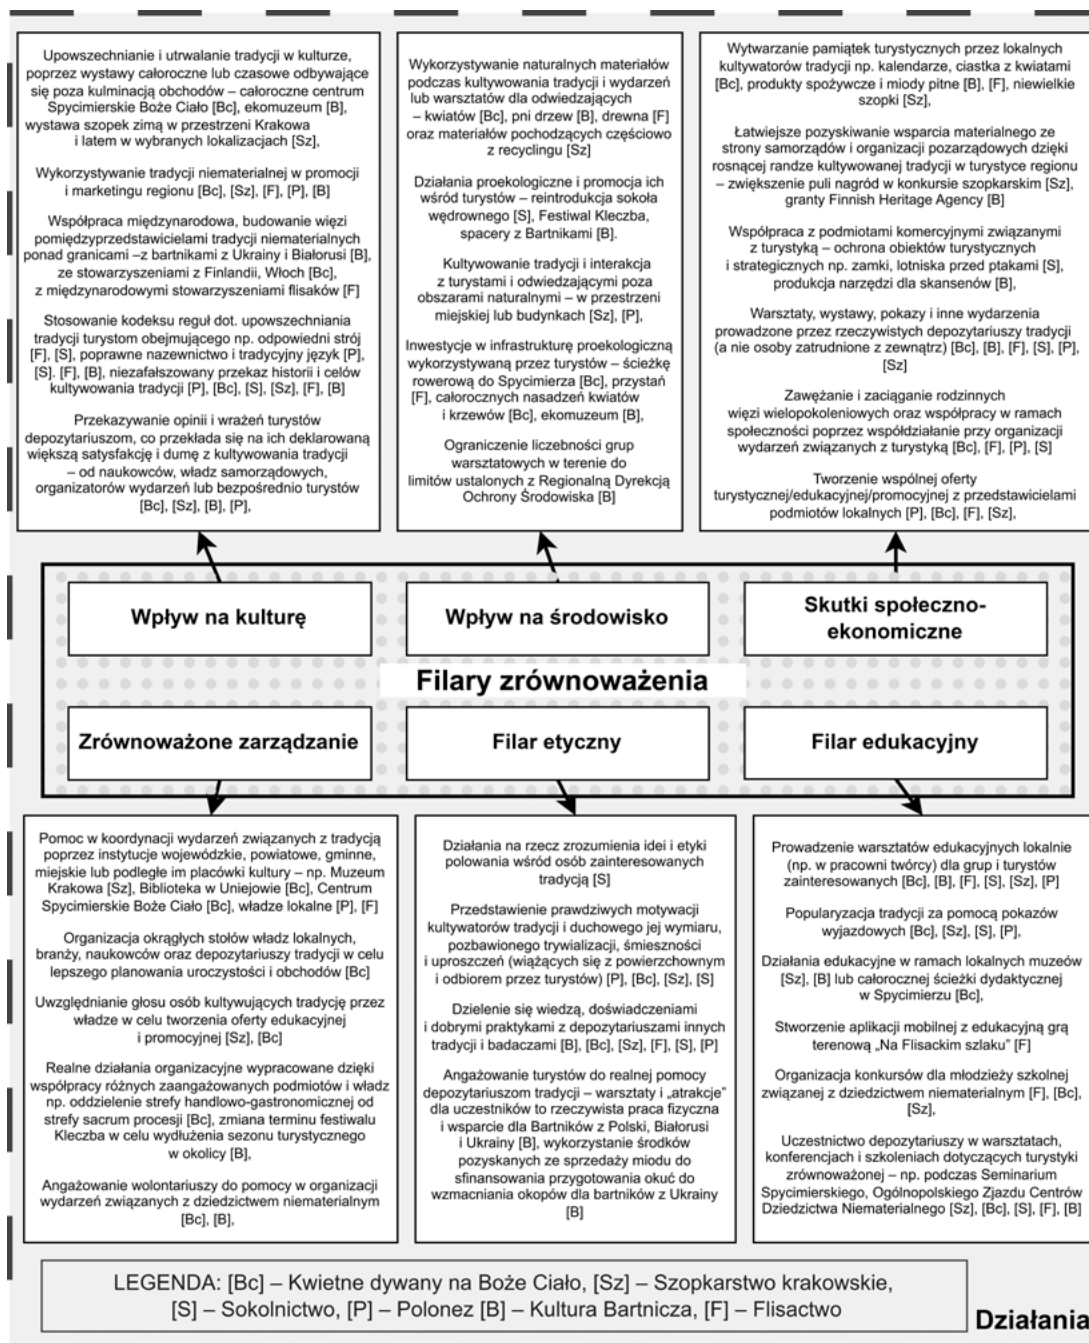 Upowszechnianie i utrwalanie tradycji w kulturze,
poprzez wystawy całoroczne lub czasowe odbywające
się poza kulminacją obchodów – całoroczne centrum
Spycimierskie Boże Ciało [Bc], ekomuzeum [B],
wystawa szopek zimą w przestrzeni Krakowa
i latem w wybranych lokalizacjach [Sz],
Wykorzystywanie tradycji niematerialnej w promocji
i marketingu regionu [Bc], [Sz], [F], [P], [B]
Współpraca międzynarodowa, budowanie więzi
pomiędzyprzedstawicielami tradycji niematerialnych
ponad granicami –z bartnikami z Ukrainy i Białorusi [B],
ze stowarzyszeniami z Finlandii, Włoch [Bc],
z międzynarodowymi stowarzyszeniami flisaków [F]
Stosowanie kodeksu reguł dot. upowszechniania
tradycji turystom obejmującego np. odpowiedni strój
[F], [S], poprawne nazewnictwo i tradycyjny język [P],
[S]. [F], [B), niezafałszowany przekaz historii i celów
kultywowania tradycji [P], [Bc], [S], [Sz], [F], [B]
Przekazywanie opinii i wrażeń turystów
depozytariuszom, co przekłada się na ich deklarowaną
większą satysfakcję i dumę z kultywowania tradycji
– od naukowców, władz samorządowych,
organizatorów wydarzeń lub bezpośrednio turystów
[Bc], [Sz], [B], [P],
Wykorzystywanie naturalnych materiałów
podczas kultywowania tradycji i wydarzeń
lub warsztatów dla odwiedzających
– kwiatów [Bc], pni drzew [B], drewna [F]
oraz materiałów pochodzących częściowo
z recyclingu [Sz]
Działania proekologiczne i promocja ich
wśród turystów – reintrodukcja sokoła
wędrownego [S], Festiwal Kleczba,
spacery z Bartnikami [B].
Kultywowanie tradycji i interakcja
z turystami i odwiedzającymi poza
obszarami naturalnymi – w przestrzeni
miejskiej lub budynkach [Sz], [P],
Inwestycje w infrastrukturę proekologiczną
wykorzystywaną przez turystów – ścieżkę
rowerową do Spycimierza [Bc], przystań
[F], całorocznych nasadzeń kwiatów
i krzewów [Bc], ekomuzeum [B],
Ograniczenie liczebności grup
warsztatowych w terenie do
limitów ustalonych z Regionalną Dyrekcją
Ochrony Środowiska [B]
Wytwarzanie pamiątek turystycznych przez lokalnych
kultywatorów tradycji np. kalendarze, ciastka z kwiatami
[Bc], produkty spożywcze i miody pitne [B], [F], niewielkie
szopki [Sz],
Łatwiejsze pozyskiwanie wsparcia materialnego ze
strony samorządów i organizacji pozarządowych dzięki
rosnącej randze kultywowanej tradycji w turystyce regionu
– zwiększenie puli nagród w konkursie szopkarskim [Sz],
granty Finnish Heritage Agency [B]
Współpraca z podmiotami komercyjnymi związanymi
z turystyką – ochrona obiektów turystycznych
i strategicznych np. zamki, lotniska przed ptakami [S],
produkcja narzędzi dla skansenów [B],
Warsztaty, wystawy, pokazy i inne wydarzenia
prowadzone przez rzeczywistych depozytariuszy tradycji
(a nie osoby zatrudnione z zewnątrz) [Bc], [B], [F], [S], [P],
[Sz]
Zawężanie i zaciąganie rodzinnych
więzi wielopokoleniowych oraz współpracy w ramach
społeczności poprzez współdziałanie przy organizacji
wydarzeń związanych z turystyką [Bc], [F], [P], [S]
Tworzenie wspólnej oferty
turystycznej/edukacyjnej/promocyjnej z przedstawicielami
podmiotów lokalnych [P], [Bc], [F], [Sz],
Wpływ na kulturę
Wpływ na środowisko
Skutki społeczno-
ekonomiczne
Filary zrównoważenia
Zrównoważone zarządzanie
Filar etyczny
Filar edukacyjny
Pomoc w koordynacji wydarzeń związanych z tradycją
poprzez instytucje wojewódzkie, powiatowe, gminne,
miejskie lub podległe im placówki kultury – np. Muzeum
Krakowa [Sz], Biblioteka w Uniejowie [Bc], Centrum
Spycimierskie Boże Ciało [Bc], władze lokalne [P], [F]
Organizacja okrągłych stołów władz lokalnych,
branży, naukowców oraz depozytariuszy tradycji w celu
lepszego planowania uroczystości i obchodów [Bc]
Uwzględnianie głosu osób kultywujących tradycję przez
władze w celu tworzenia oferty edukacyjnej
i promocyjnej [Sz], [Bc]
Realne działania organizacyjne wypracowane dzięki
współpracy różnych zaangażowanych podmiotów i władz
np. oddzielenie strefy handlowo-gastronomicznej od
strefy sacrum procesji [Bc], zmiana terminu festiwalu
Kleczba w celu wydłużenia sezonu turystycznego
w okolicy [B],
Angażowanie wolontariuszy do pomocy w organizacji
wydarzeń związanych z dziedzictwem niematerialnym
[Bc], [B],
Działania na rzecz zrozumienia idei i etyki
polowania wśród osób zainteresowanych
tradycją [S]
Przedstawienie prawdziwych motywacji
kultywatorów tradycji i duchowego jej wymiaru,
pozbawionego trywializacji, śmieszności
i uproszczeń (wiążących się z powierzchownym
i odbiorem przez turystów) [P], [Bc], [Sz], [S]
Dzielenie się wiedzą, doświadczeniami
i dobrymi praktykami z depozytariuszami innych
tradycji i badaczami [B], [Bc], [Sz], [F], [S], [P]
Angażowanie turystów do realnej pomocy
depozytariuszom tradycji – warsztaty i „atrakcje”
dla uczestników to rzeczywista praca fizyczna
i wsparcie dla Bartników z Polski, Białorusi
i Ukrainy [B], wykorzystanie środków
pozyskanych ze sprzedaży miodu do
sfinansowania przygotowania okuć do
wzmacniania okopów dla bartników z Ukrainy
[B]
Prowadzenie warsztatów edukacyjnych lokalnie
(np. w pracowni twórcy) dla grup i turystów
zainteresowanych [Bc], [B], [F], [S], [Sz], [P]
Popularyzacja tradycji za pomocą pokazów
wyjazdowych [Bc], [Sz], [S], [P],
Działania edukacyjne w ramach lokalnych muzeów
[Sz], [B] lub całorocznej ścieżki dydaktycznej
w Spycimierzu [Bc],
Stworzenie aplikacji mobilnej z edukacyjną grą
terenową „Na Flisackim szlaku” [F]
Organizacja konkursów dla młodzieży szkolnej
związanej z dziedzictwem niematerialnym [F], [Bc],
[Sz],
Uczestnictwo depozytariuszy w warsztatach,
konferencjach i szkoleniach dotyczących turystyki
zrównoważonej – np. podczas Seminarium
Spycimierskiego, Ogólnopolskiego Zjazdu Centrów
Dziedzictwa Niematerialnego [Sz], [Bc], [S], [F], [B]
LEGENDA: [Bc] – Kwietne dywany na Boże Ciało, [Sz] – Szopkarstwo krakowskie,
[S] – Sokolnictwo, [P] – Polonez [B] – Kultura Bartnicza, [F] – Flisactwo
Działania